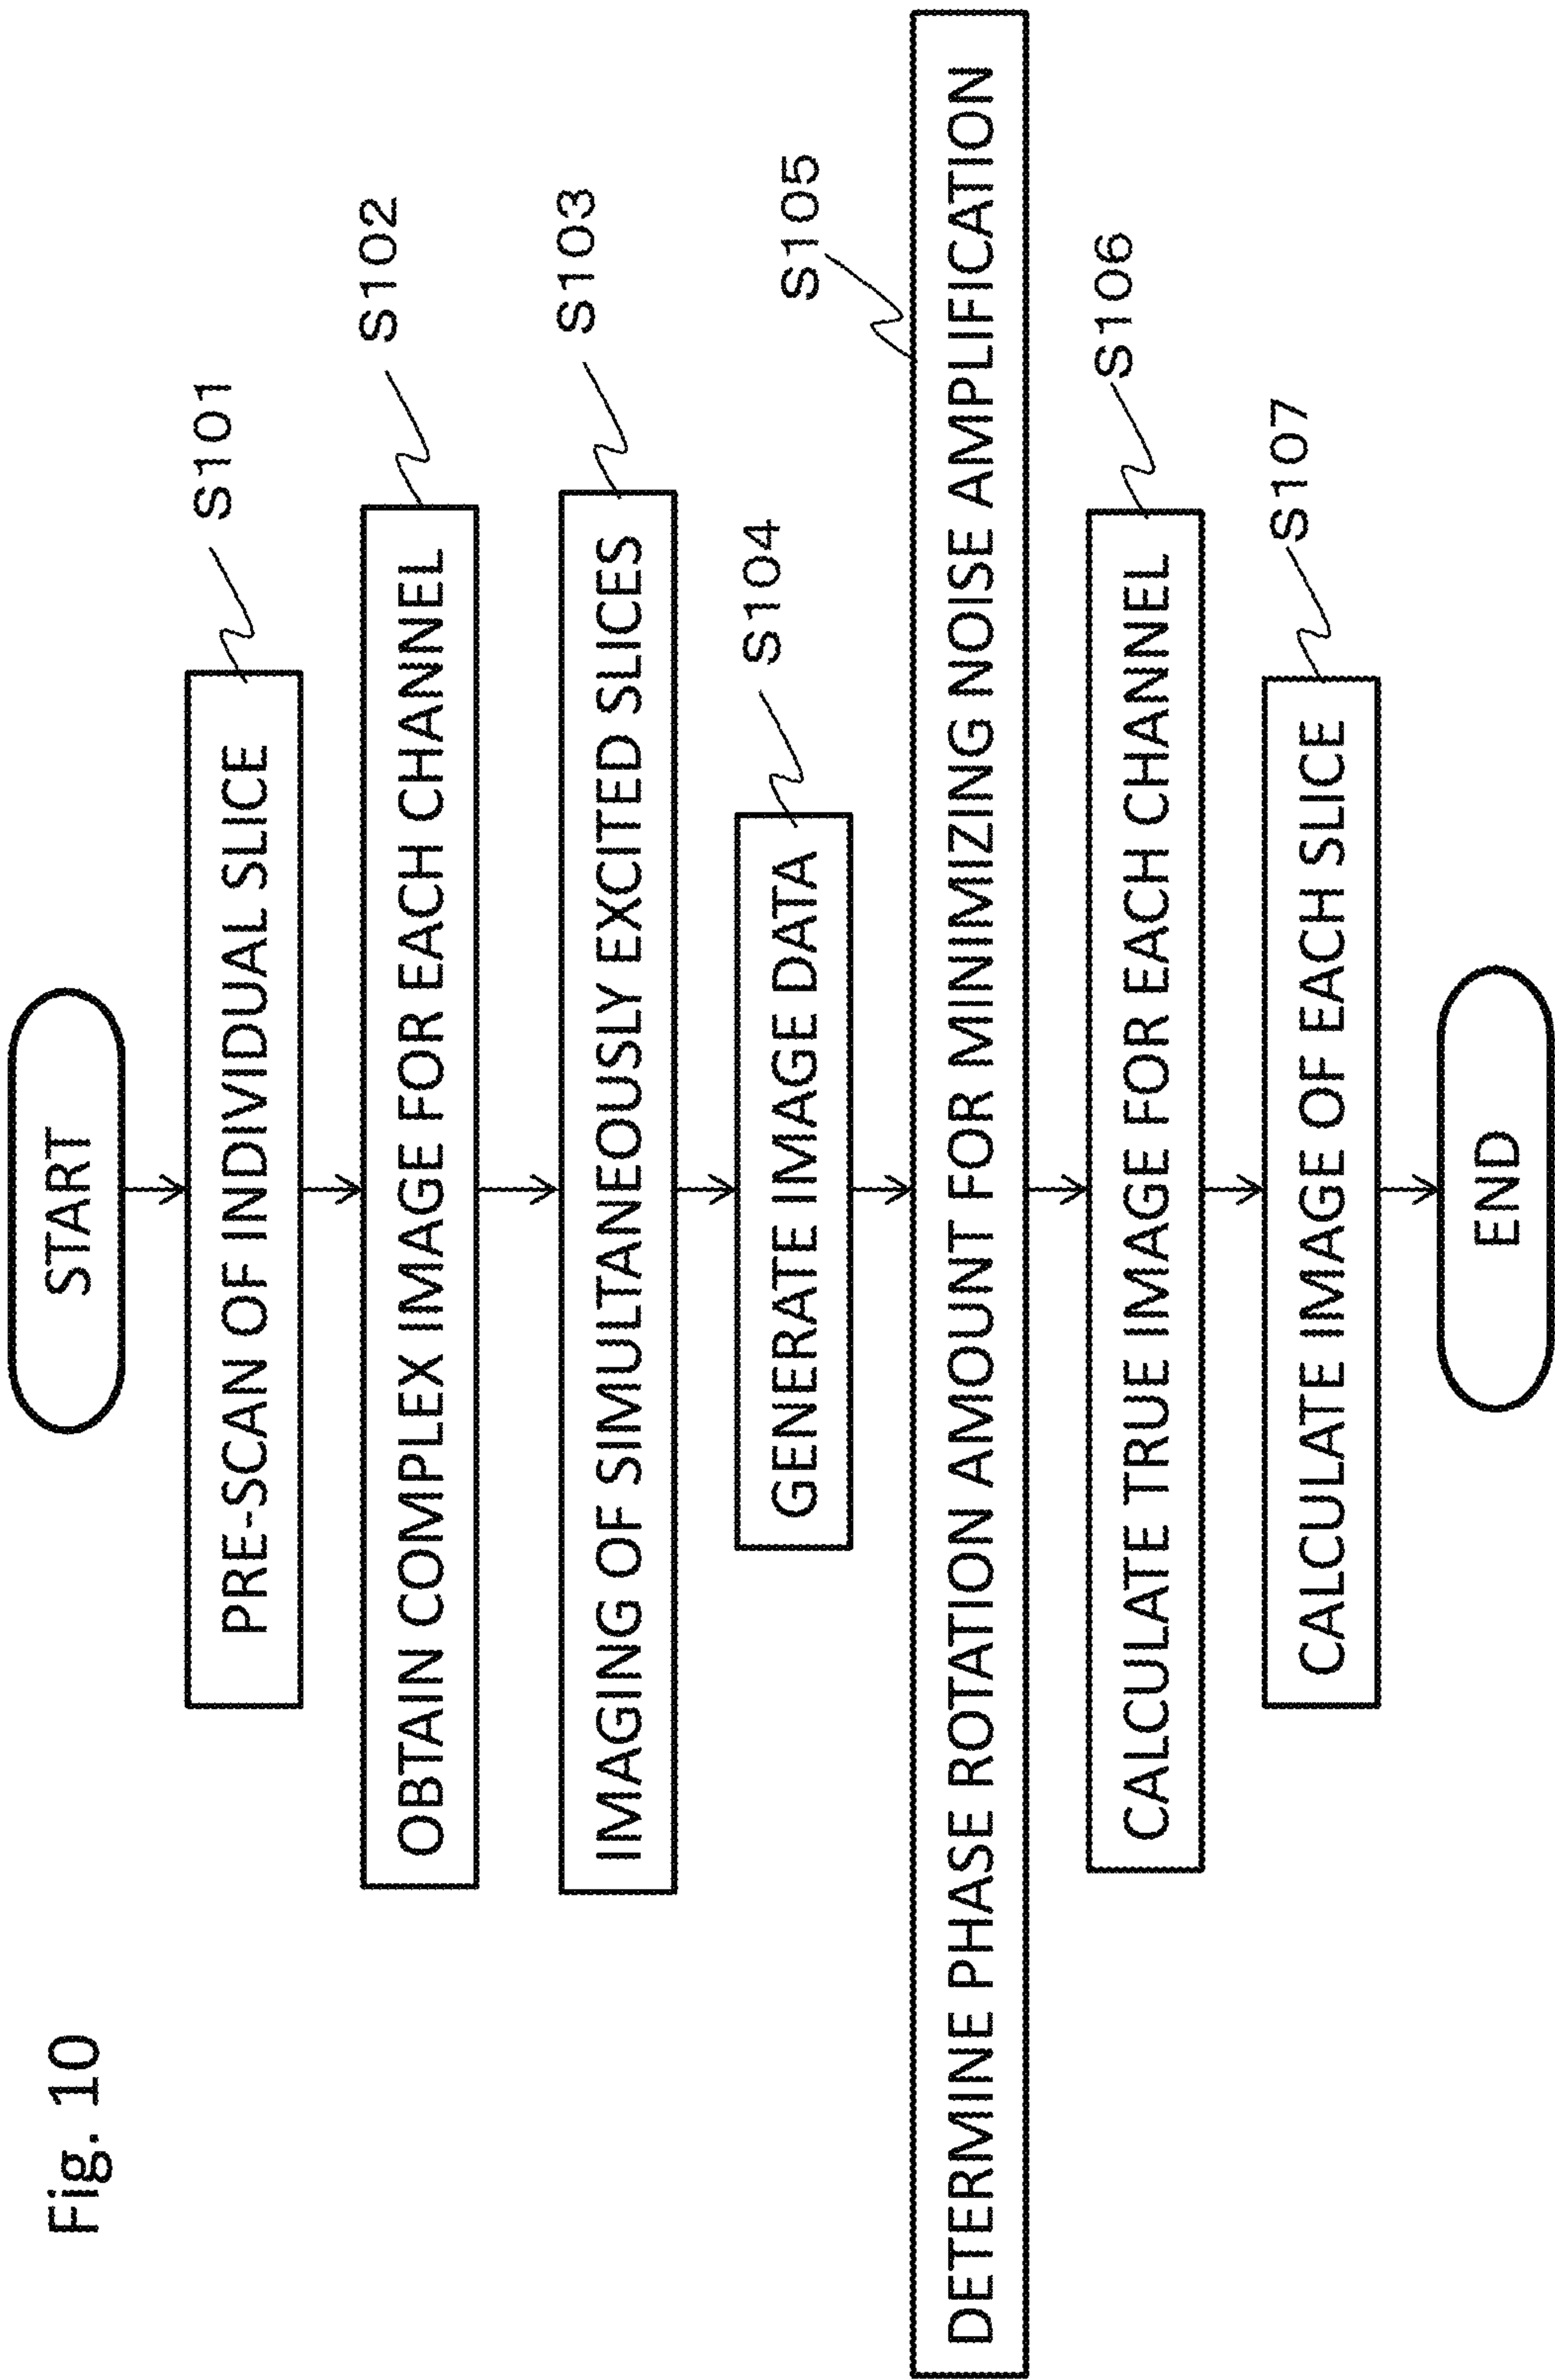 Fig. 10
START
PRE-SCAN OF INDIVIDUAL SLICE
S101
OBTAIN COMPLEX IMAGE FOR EACH CHANNEL
S102
IMAGING OF SIMULTANEOUSLY EXCITED SLICES
S103
GENERATE IMAGE DATA
S104
DETERMINE PHASE ROTATION AMOUNT FOR MINIMIZING NOISE AMPLIFICATION
S105
CALCULATE TRUE IMAGE FOR EACH CHANNEL
S106
CALCULATE IMAGE OF EACH SLICE
S107
END